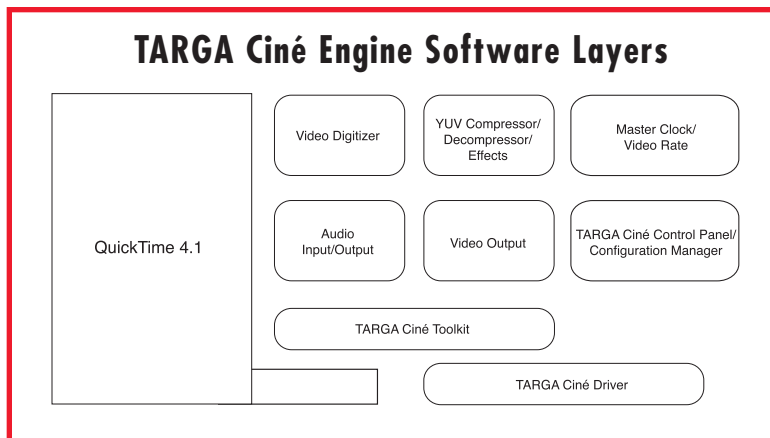 TARGA Ciné Engine Software Layers
Video Digitizer
YUV Compressor/
Decompressor/
Effects
Master Clock/
Video Rate
QuickTime 4.1
Audio
Input/Output
Video Output
TARGA Ciné Control Panel/
Configuration Manager
TARGA Ciné Toolkit
TARGA Ciné Driver